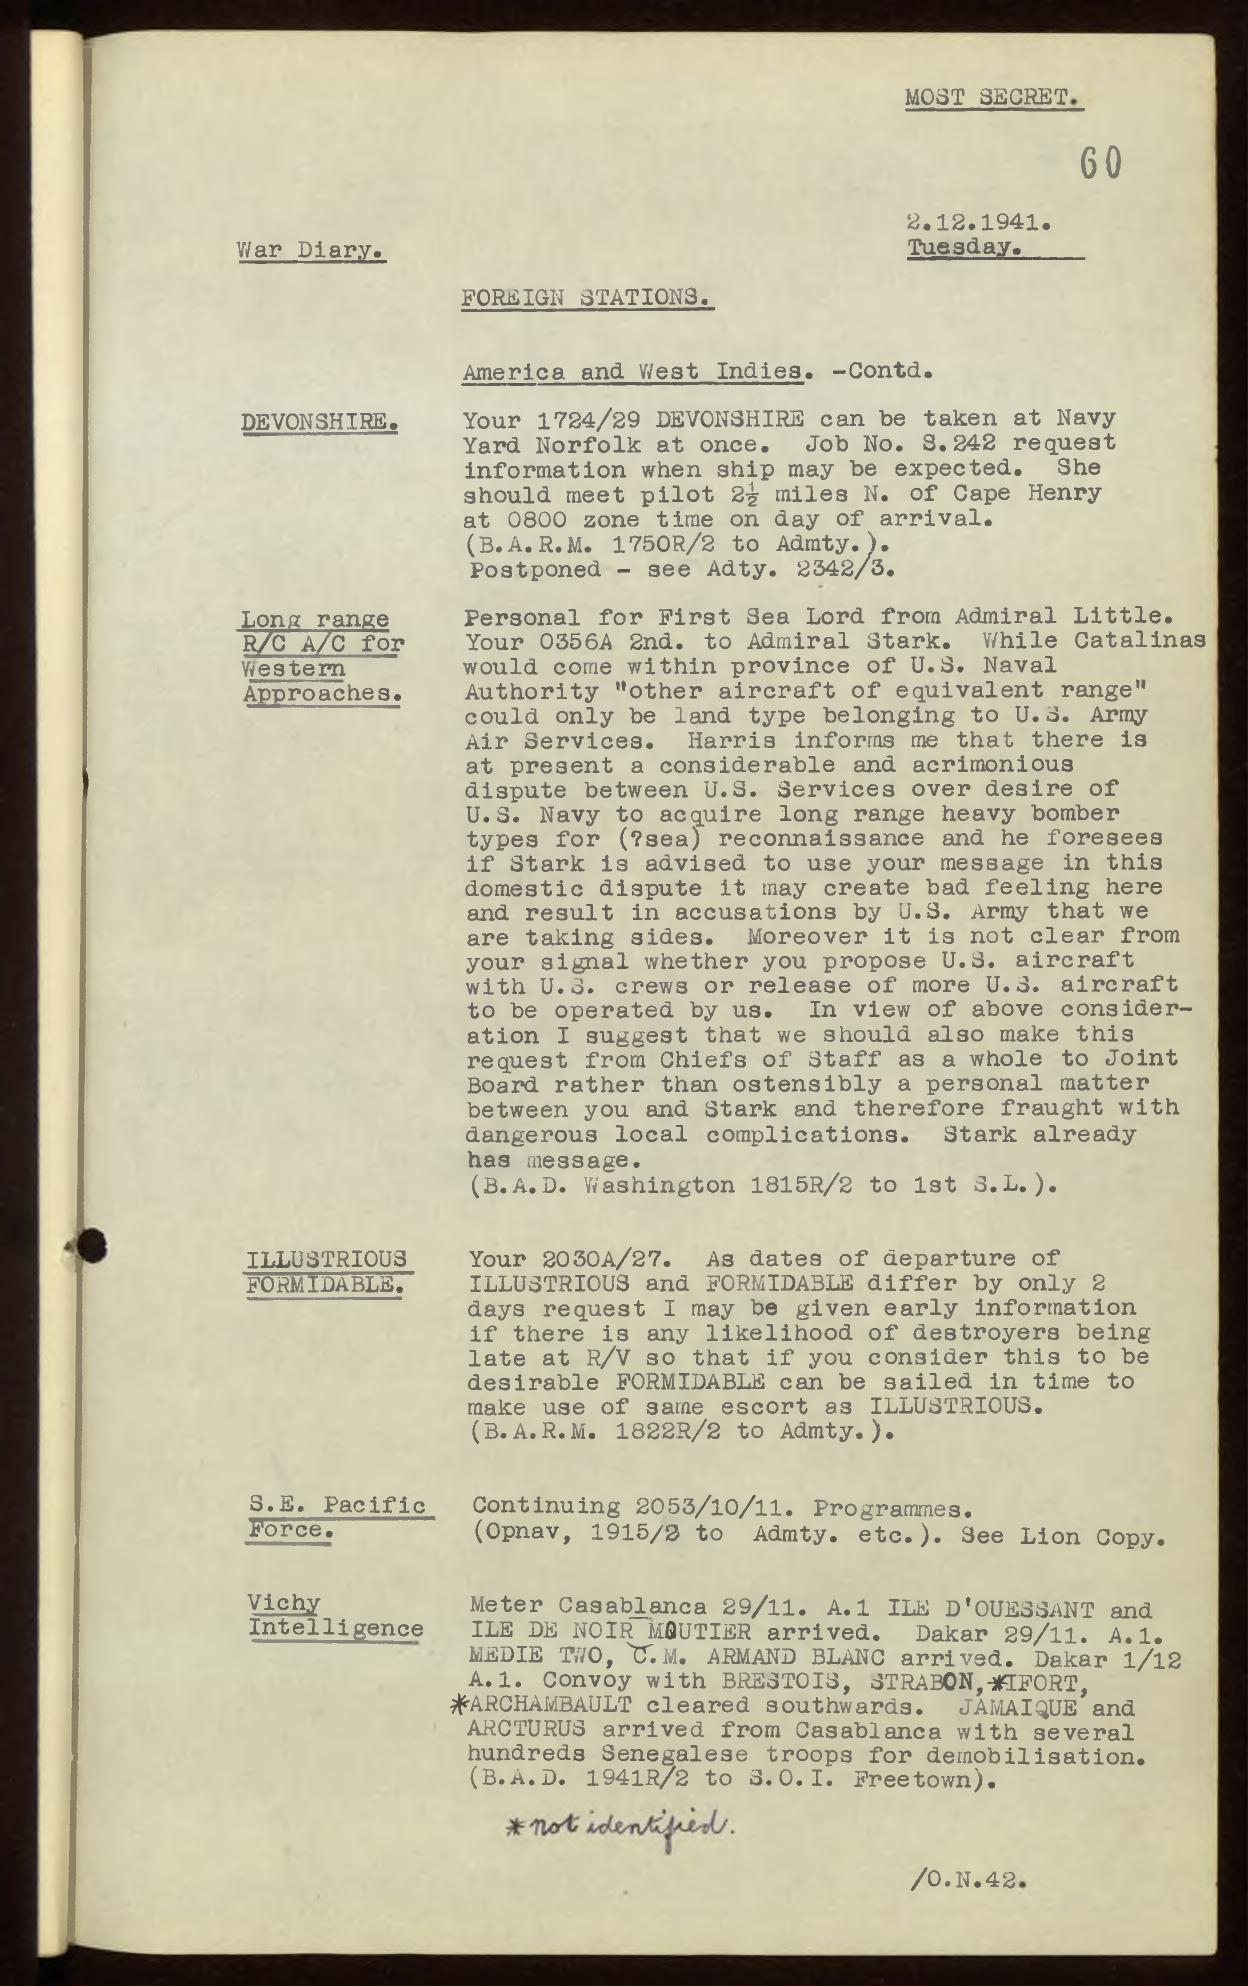 MOST SECRET.
60
2.12.1941.
War Diary.
Tuesday.
FOREIGN STATIONS.
America and West Indies. -Contd.
DEVONSHIRE.
Your 1724/29 DEVONSHIRE can be taken at Navy
Yard Norfolk at once. Job No. S.242 request
information when ship may be expected. She
should meet pilot 2½ miles N. of Cape Henry
at 0800 zone time on day of arrival.
(B.A.R.M. 1750R/2 to Admty.).
Postponed - see Adty. 2342/3.
Long range
R/C A/C for
Western
Approaches.
Personal for First Sea Lord from Admiral Little.
Your 0356A 2nd. to Admiral Stark. While Catalinas
would come within province of U.S. Naval
Authority "other aircraft of equivalent range"
could only be land type belonging to U.S. Army
Air Services. Harris informs me that there is
at present a considerable and acrimonious
dispute between U.S. Services over desire of
U.S. Navy to acquire long range heavy bomber
types for (?sea) reconnaissance and he foresees
if Stark is advised to use your message in this
domestic dispute it may create bad feeling here
and result in accusations by U.S. Army that we
are taking sides. Moreover it is not clear from
your signal whether you propose U.S. aircraft
with U.S. crews or release of more U.S. aircraft
to be operated by us. In view of above consider-
ation I suggest that we should also make this
request from Chiefs of Staff as a whole to Joint
Board rather than ostensibly a personal matter
between you and Stark and therefore fraught with
dangerous local complications. Stark already
has message.
(B.A.D. Washington 1815R/2 to 1st S.L.).
ILLUSTRIOUS
FORMIDABLE.
Your 2030A/27. As dates of departure of
ILLUSTRIOUS and FORMIDABLE differ by only 2
days request I may be given early information
if there is any likelihood of destroyers being
late at R/V so that if you consider this to be
desirable FORMIDABLE can be sailed in time to
make use of same escort as ILLUSTRIOUS.
(B.A.R.M. 1822R/2 to Admty.).
S.E. Pacific
Force.
Continuing 2053/10/11. Programmes.
(Opnav, 1915/2 to Admty. etc.). See Lion Copy.
Vichy
Intelligence
Meter Casablanca 29/11. A.1 ILE D'OUESSANT and
ILE DE NOIR MOUTIER arrived. Dakar 29/11. A.1.
MEDIE TWO, C.M. ARMAND BLANC arrived. Dakar 1/12
A.1. Convoy with BRESTOIS, STRABON,*IFORT,
*ARCHAMBAULT cleared southwards. JAMAIQUE and
ARCTURUS arrived from Casablanca with several
hundreds Senegalese troops for demobilisation.
(B.A.D. 1941R/2 to S.O.I. Freetown).
*not identified.
/O.N.42.